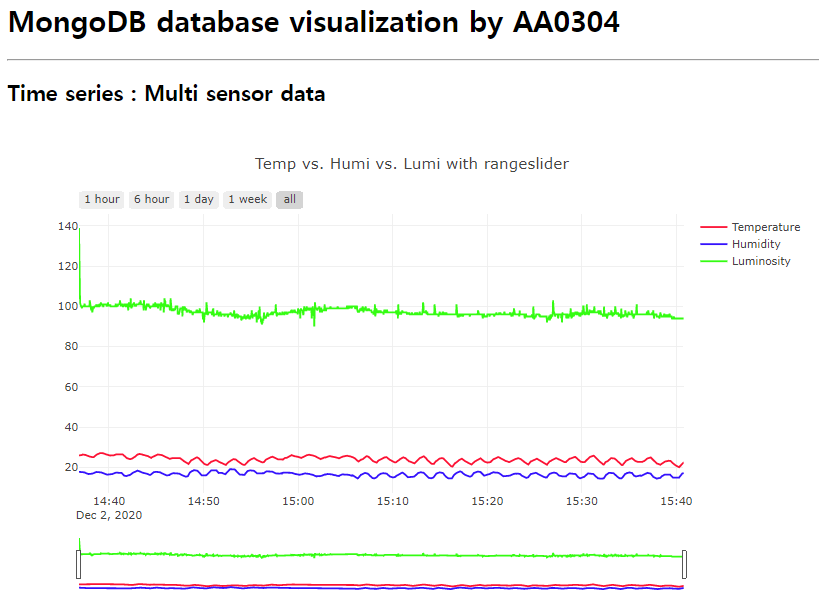 MongoDB database visualization by AA0304
Time series : Multi sensor data
Temp vs. Humi vs. Lumi with rangeslider
1 hour 6 hour 1 day 1 week all
140
120
100
80
60
40
20
Temperature
Humidity
Luminosity
14:40 14:50 15:00 15:10 15:20 15:30 15:40
Dec 2, 2020